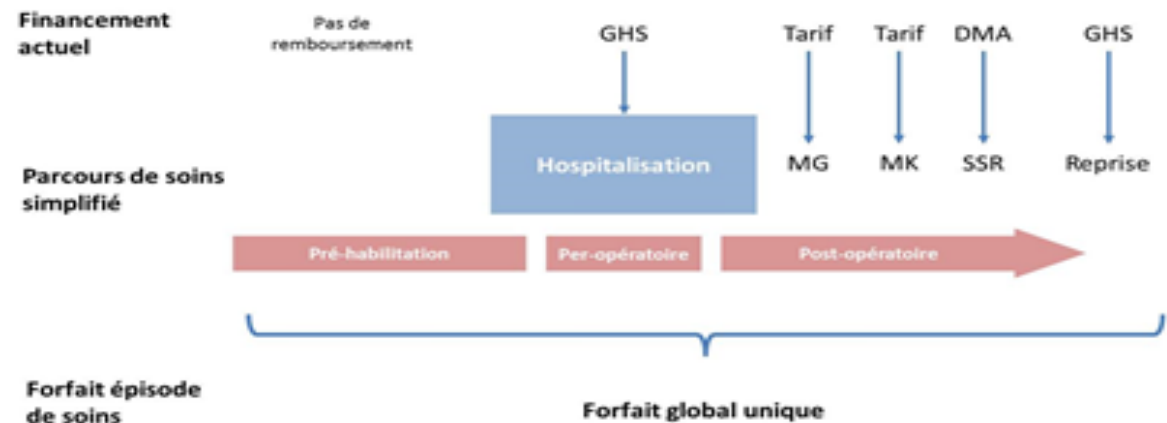 Financement
actuel
Pas de
remboursement
GHS
Tarif
Tarif
DMA
GHS
Parcours de soins
simplifié
Hospitalisation
MG
MK
SSR
Reprise
Pré-habilitation
Per-opératoire
Post-opératoire
Forfait épisode
de soins
Forfait global unique